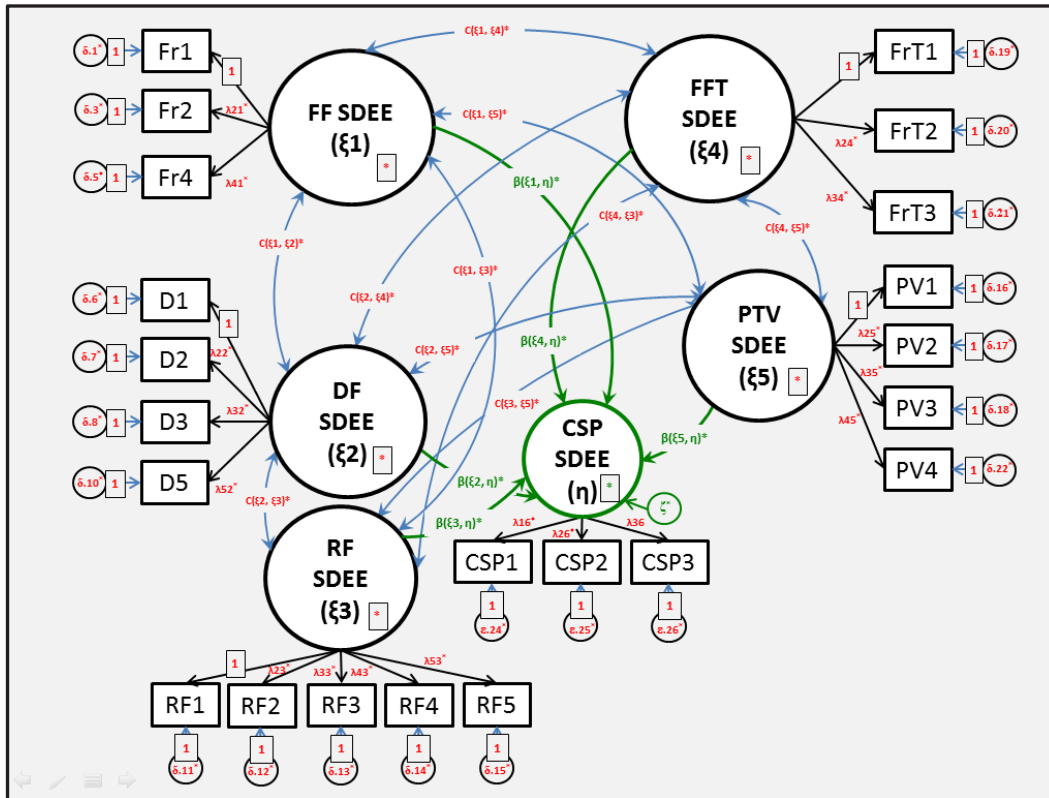 C(ξ1, ξ4)*
δ.1* 1 Fr1
1
FF SDEE
(ξ1)
*
δ.3* 1 Fr2
λ21*
δ.5* 1 Fr4
λ41*
FFT
SDEE
(ξ4)
*
FrT1 1 δ.19*
1
FrT2 1 δ.20*
λ24*
FrT3 1 δ.21*
λ34*
C(ξ1, ξ5)*
β(ξ1, η)*
C(ξ4, ξ3)*
C(ξ4, ξ5)*
C(ξ1, ξ2)*
C(ξ1, ξ3)*
C(ξ2, ξ4)*
β(ξ4, η)*
C(ξ2, ξ5)*
C(ξ3, ξ5)*
δ.6* 1 D1
1
δ.7* 1 D2
λ22*
δ.8* 1 D3
λ32*
δ.10* 1 D5
λ52*
DF
SDEE
(ξ2)
*
PTV
SDEE
(ξ5)
*
1
PV1 1 δ.16*
λ25*
PV2 1 δ.17*
λ35*
PV3 1 δ.18*
λ45*
PV4 1 δ.22*
CSP
SDEE
(η)
*
β(ξ5, η)*
β(ξ2, η)*
β(ξ3, η)*
C(ξ2, ξ3)*
ζ*
λ16*
λ26*
λ36
CSP1 CSP2 CSP3
1 1 1
ε.24* ε.25* ε.26*
RF
SDEE
(ξ3)
*
1
λ23*
λ33*
λ43*
λ53*
RF1 RF2 RF3 RF4 RF5
1 1 1 1 1
δ.11* δ.12* δ.13* δ.14* δ.15*